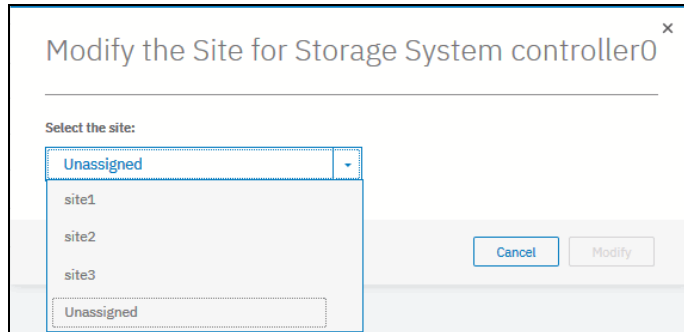 ×
Modify the Site for Storage System controller0
Select the site:
Unassigned
site1
site2
site3
Unassigned
Cancel
Modify